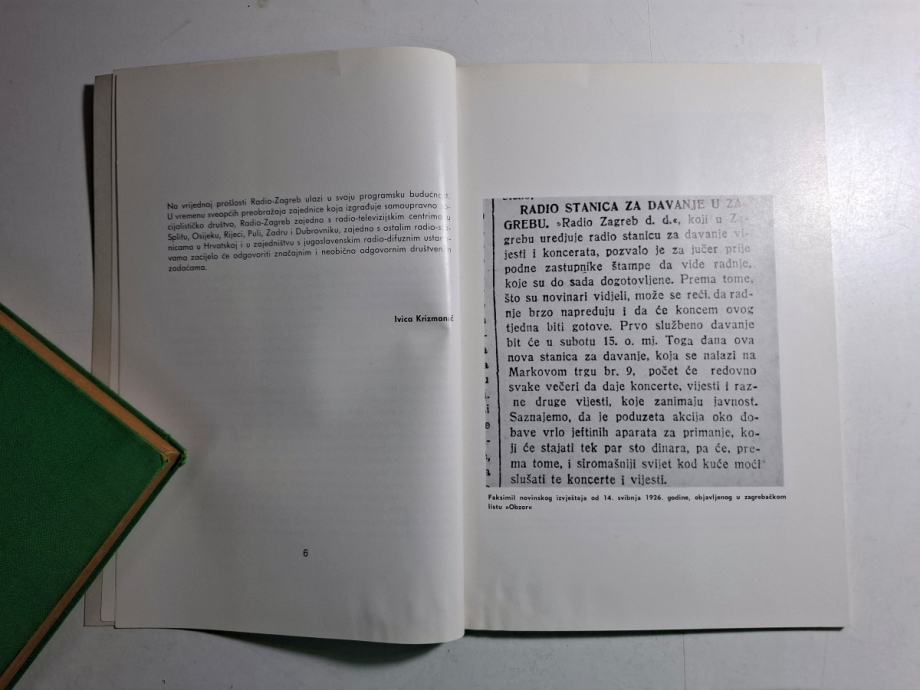 Na vrijednoj prošlosti Radio-Zagreb ulazi u svoju programsku budućnost.
U vremenu sveopćih preobražaja zajednice koja izgrađuje samoupravno so-
cijalističko društvo, Radio-Zagreb zajedno s radio-televizijskim centrima u
Splitu, Osijeku, Rijeci, Puli, Zadru i Dubrovniku, zajedno s ostalim radio-sta-
nicama u Hrvatskoj i u zajedništvu s jugoslavenskim radio-difuznim ustano-
vama zacijelo će odgovoriti značajnim i neobično odgovornim društvenim
zadaćama.
Ivica Krizmanić
6
RADIO STANICA ZA DAVANJE U ZA-
GREBU. »Radio Zagreb d. d.«, koji u Za-
grebu uredjuje radio stanicu za davanje vi-
jesti i koncerata, pozvalo je za jučer prije
podne zastupnike štampe da vide radnje,
koje su do sada dogotovljene. Prema tome,
što su novinari vidjeli, može se reći, da rad-
nje brzo napreduju i da će koncem ovog
tjedna biti gotove. Prvo službeno davanje
bit će u subotu 15. o. mj. Toga dana ova
nova stanica za davanje, koja se nalazi na
Markovom trgu br. 9, počet će redovno
svake večeri da daje koncerte, vijesti i raz-
ne druge vijesti, koje zanimaju javnost.
Saznajemo, da je poduzeta akcija oko do-
bave vrlo jeftinih aparata za primanje, ko-
ji će stajati tek par sto dinara, pa će, pre-
ma tome, i siromašniji svijet kod kuće moći
slušati te koncerte i vijesti.
Faksimil novinskog izvještaja od 14. svibnja 1926. godine, objavljenog u zagrebačkom
listu »Obzor«